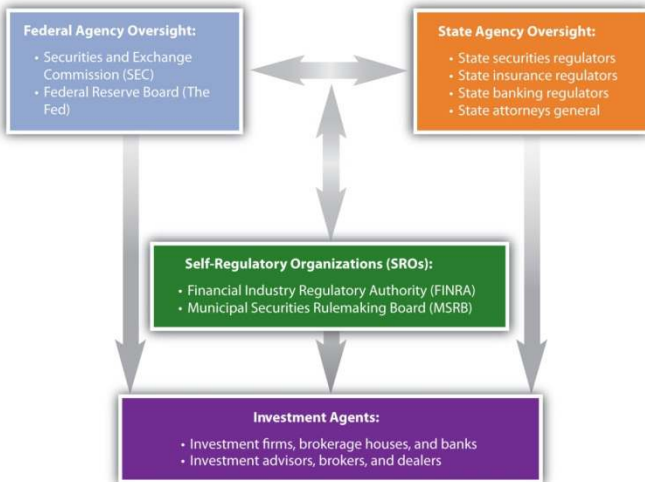 Federal Agency Oversight:
• Securities and Exchange
Commission (SEC)
• Federal Reserve Board (The
Fed)
State Agency Oversight:
• State securities regulators
• State insurance regulators
• State banking regulators
• State attorneys general
Self-Regulatory Organizations (SROs):
• Financial Industry Regulatory Authority (FINRA)
• Municipal Securities Rulemaking Board (MSRB)
Investment Agents:
• Investment firms, brokerage houses, and banks
• Investment advisors, brokers, and dealers